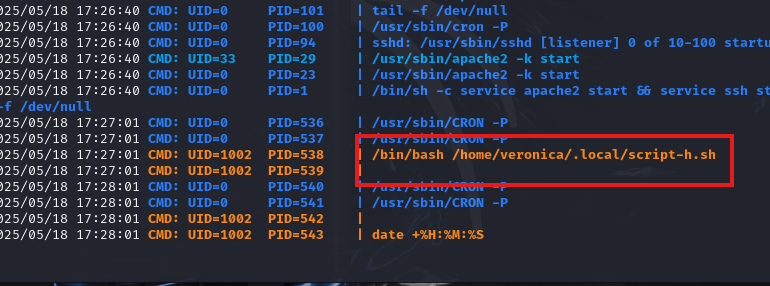 025/05/18 17:26:40 CMD: UID=0 PID=101 | tail -f /dev/null
025/05/18 17:26:40 CMD: UID=0 PID=100 | /usr/sbin/cron -P
025/05/18 17:26:40 CMD: UID=0 PID=94 | sshd: /usr/sbin/sshd [listener] 0 of 10-100 startu
025/05/18 17:26:40 CMD: UID=33 PID=29 | /usr/sbin/apache2 -k start
025/05/18 17:26:40 CMD: UID=0 PID=23 | /usr/sbin/apache2 -k start
025/05/18 17:26:40 CMD: UID=0 PID=1 | /bin/sh -c service apache2 start && service ssh st
-f /dev/null
025/05/18 17:27:01 CMD: UID=0 PID=536 | /usr/sbin/CRON -P
025/05/18 17:27:01 CMD: UID=0 PID=537 | /usr/sbin/CRON -P
025/05/18 17:27:01 CMD: UID=1002 PID=538 | /bin/bash /home/veronica/.local/script-h.sh
025/05/18 17:27:01 CMD: UID=1002 PID=539 |
025/05/18 17:28:01 CMD: UID=0 PID=540 | /usr/sbin/CRON -P
025/05/18 17:28:01 CMD: UID=0 PID=541 | /usr/sbin/CRON -P
025/05/18 17:28:01 CMD: UID=1002 PID=542 |
025/05/18 17:28:01 CMD: UID=1002 PID=543 | date +%H:%M:%S